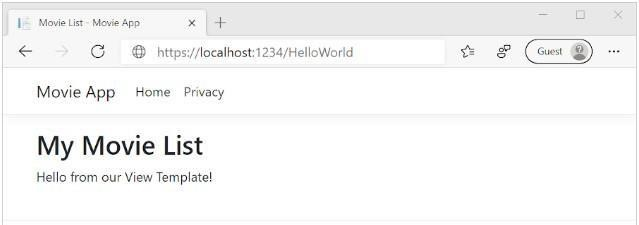 Movie List - Movie App
https://localhost:1234/HelloWorld
Guest
Movie App Home Privacy
My Movie List
Hello from our View Template!